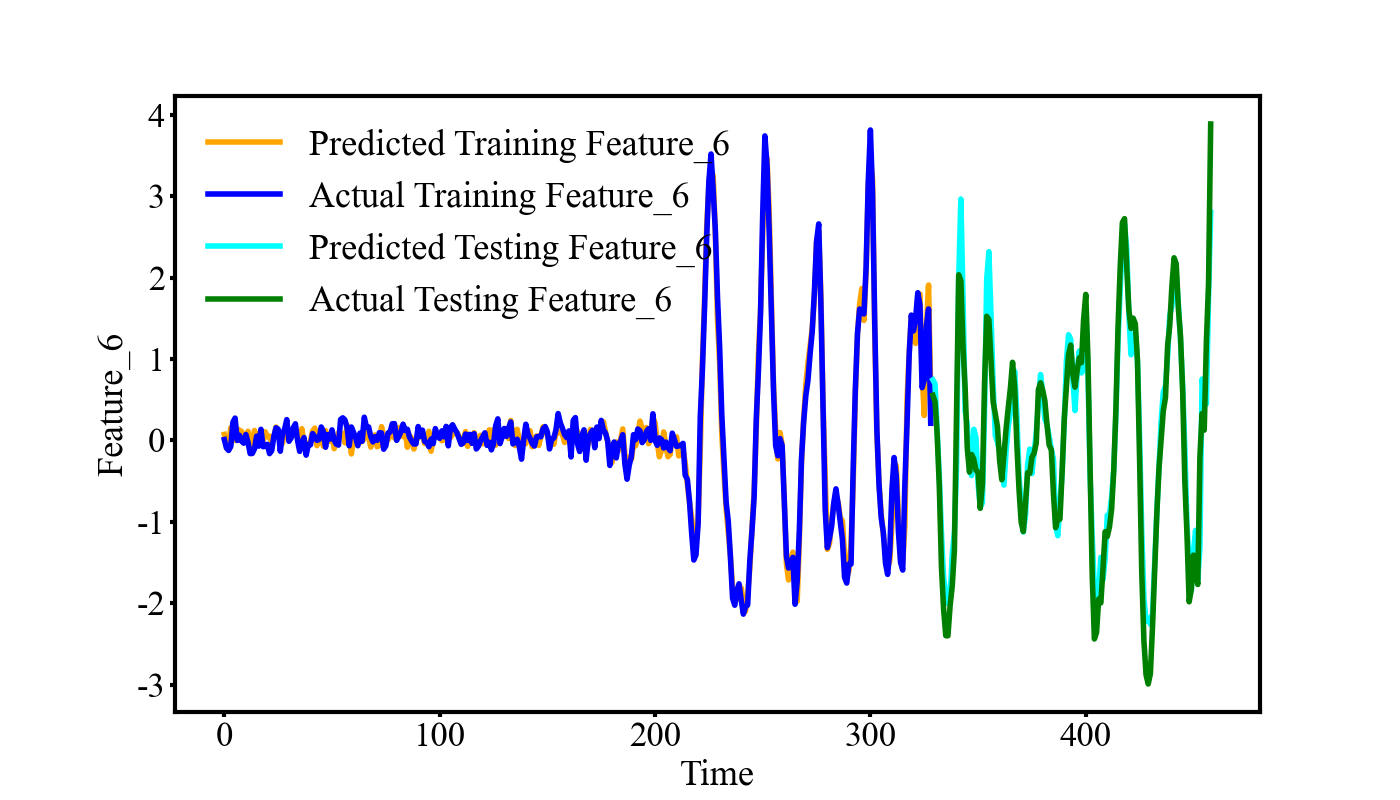 4
3
2
1
0
-1
-2
-3
Feature_6
Predicted Training Feature_6
Actual Training Feature_6
Predicted Testing Feature_6
Actual Testing Feature_6
0 100 200 300 400
Time